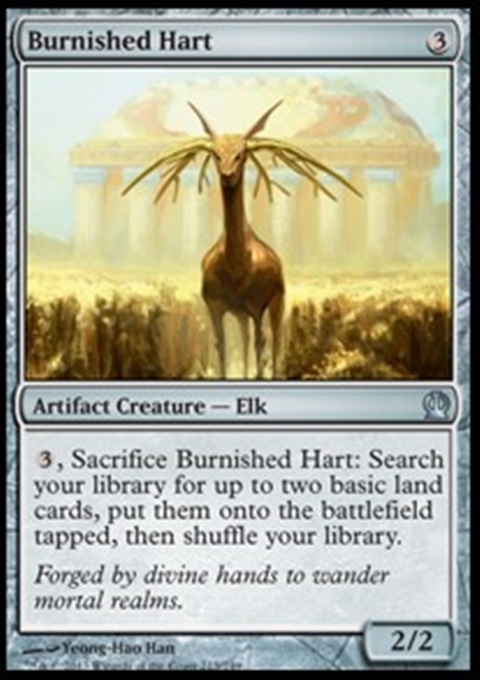 Burnished Hart 3
Artifact Creature — Elk
3, Sacrifice Burnished Hart: Search
your library for up to two basic land
cards, put them onto the battlefield
tapped, then shuffle your library.
Forged by divine hands to wander
mortal realms.
Yeong-Hao Han
2/2